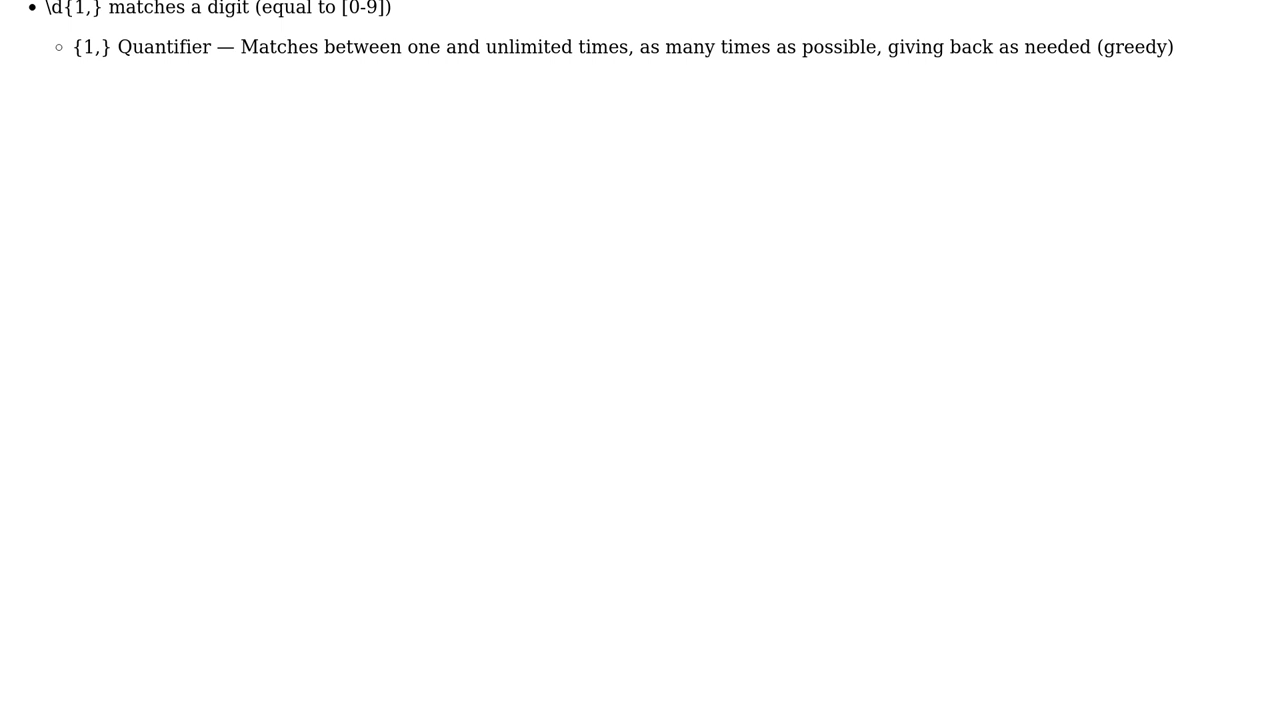 • \d{1,} matches a digit (equal to [0-9])
◦ {1,} Quantifier — Matches between one and unlimited times, as many times as possible, giving back as needed (greedy)